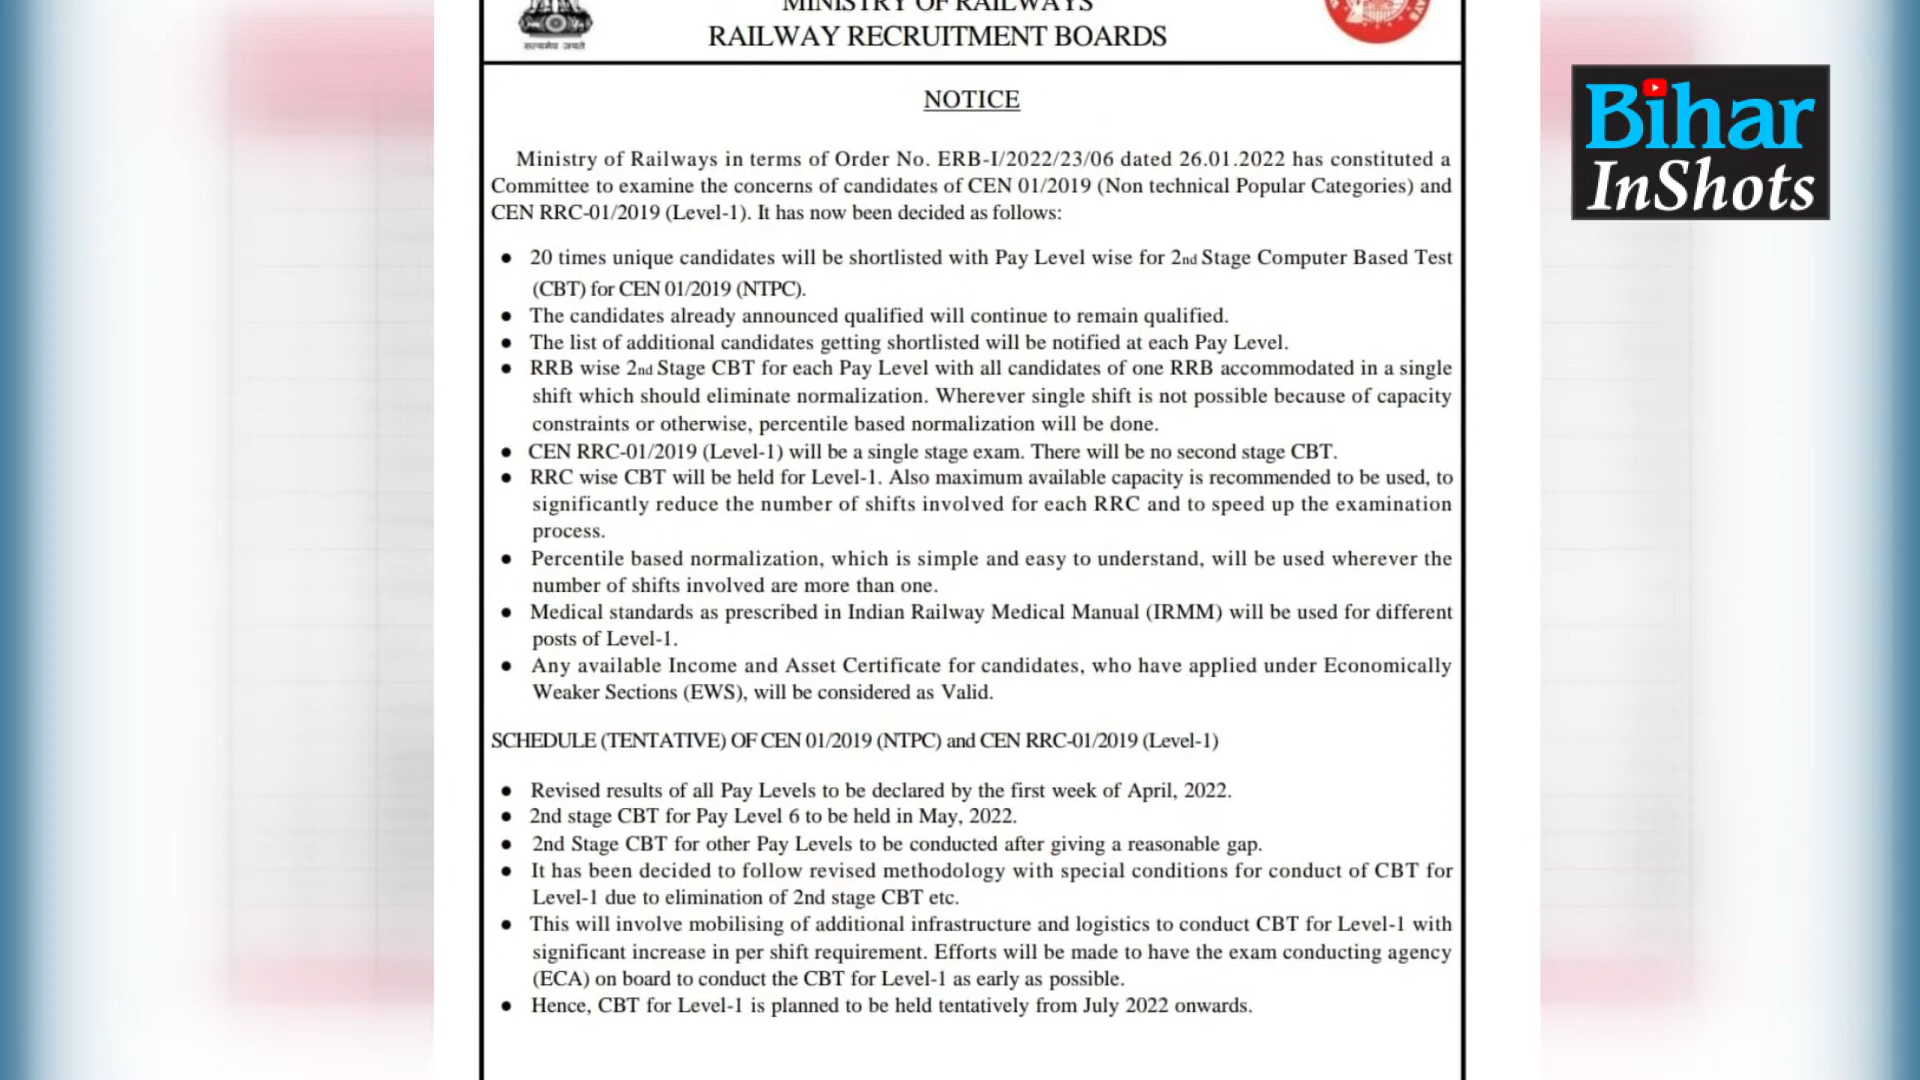 MINISTRY OF RAILWAYS
RAILWAY RECRUITMENT BOARDS
सत्यमेव जयते
Bihar
InShots
NOTICE
Ministry of Railways in terms of Order No. ERB-I/2022/23/06 dated 26.01.2022 has constituted a
Committee to examine the concerns of candidates of CEN 01/2019 (Non technical Popular Categories) and
CEN RRC-01/2019 (Level-1). It has now been decided as follows:
● 20 times unique candidates will be shortlisted with Pay Level wise for 2nd Stage Computer Based Test
(CBT) for CEN 01/2019 (NTPC).
● The candidates already announced qualified will continue to remain qualified.
● The list of additional candidates getting shortlisted will be notified at each Pay Level.
● RRB wise 2nd Stage CBT for each Pay Level with all candidates of one RRB accommodated in a single
shift which should eliminate normalization. Wherever single shift is not possible because of capacity
constraints or otherwise, percentile based normalization will be done.
● CEN RRC-01/2019 (Level-1) will be a single stage exam. There will be no second stage CBT.
● RRC wise CBT will be held for Level-1. Also maximum available capacity is recommended to be used, to
significantly reduce the number of shifts involved for each RRC and to speed up the examination
process.
● Percentile based normalization, which is simple and easy to understand, will be used wherever the
number of shifts involved are more than one.
● Medical standards as prescribed in Indian Railway Medical Manual (IRMM) will be used for different
posts of Level-1.
● Any available Income and Asset Certificate for candidates, who have applied under Economically
Weaker Sections (EWS), will be considered as Valid.
SCHEDULE (TENTATIVE) OF CEN 01/2019 (NTPC) and CEN RRC-01/2019 (Level-1)
● Revised results of all Pay Levels to be declared by the first week of April, 2022.
● 2nd stage CBT for Pay Level 6 to be held in May, 2022.
● 2nd Stage CBT for other Pay Levels to be conducted after giving a reasonable gap.
● It has been decided to follow revised methodology with special conditions for conduct of CBT for
Level-1 due to elimination of 2nd stage CBT etc.
● This will involve mobilising of additional infrastructure and logistics to conduct CBT for Level-1 with
significant increase in per shift requirement. Efforts will be made to have the exam conducting agency
(ECA) on board to conduct the CBT for Level-1 as early as possible.
● Hence, CBT for Level-1 is planned to be held tentatively from July 2022 onwards.